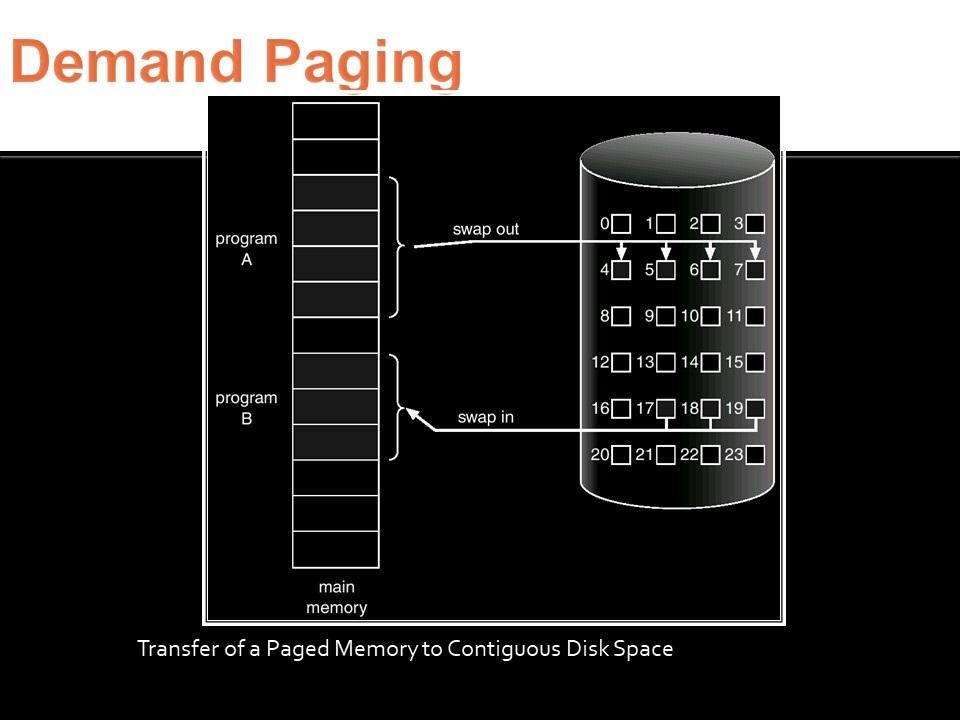 Demand Paging
program
A
swap out
0 1 2 3
4 5 6 7
8 9 10 11
12 13 14 15
program
B
swap in
16 17 18 19
20 21 22 23
main
memory
Transfer of a Paged Memory to Contiguous Disk Space